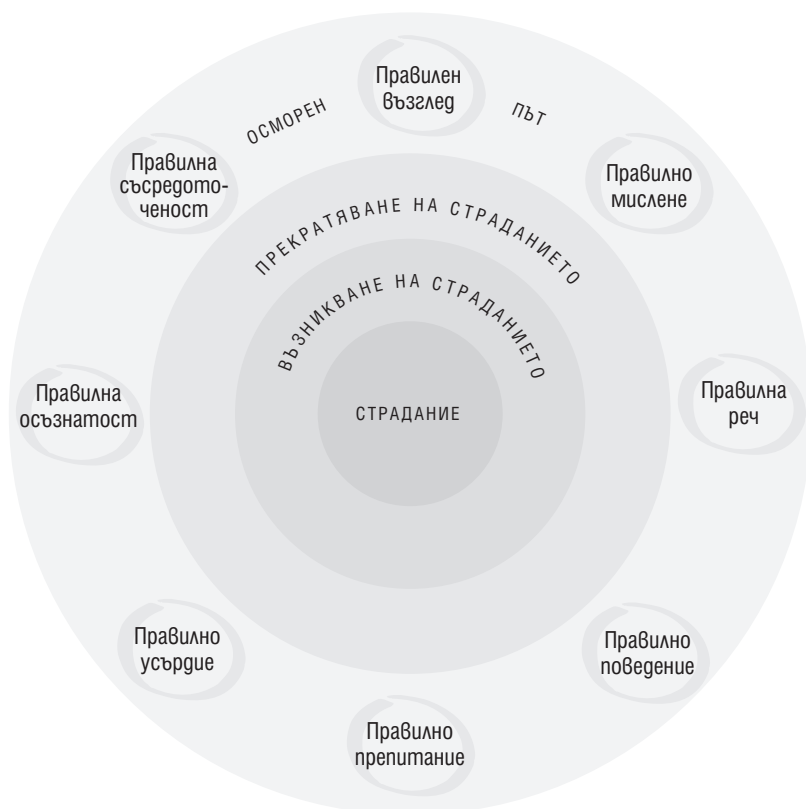 ОСМОРЕН ПЪТ
Правилен
възглед
Правилно
мислене
Правилна
реч
Правилно
поведение
Правилно
препитание
Правилно
усърдие
Правилна
осъзнатост
Правилна
съсредото-
ченост
ПРЕКРАТЯВАНЕ НА СТРАДАНИЕТО
ВЪЗНИКВАНЕ НА СТРАДАНИЕТО
СТРАДАНИЕ